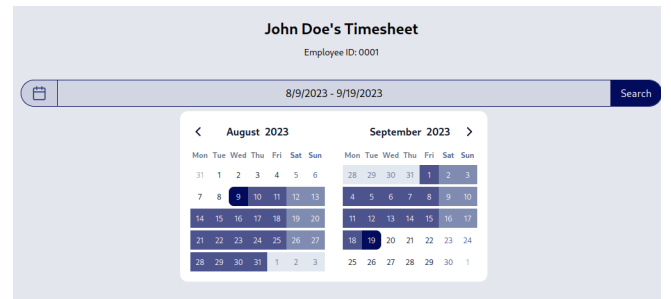 John Doe's Timesheet
Employee ID: 0001
8/9/2023 - 9/19/2023 Search
August 2023
Mon Tue Wed Thu Fri Sat Sun
31 1 2 3 4 5 6
7 8 9 10 11 12 13
14 15 16 17 18 19 20
21 22 23 24 25 26 27
28 29 30 31 1 2 3
September 2023
Mon Tue Wed Thu Fri Sat Sun
28 29 30 31 1 2 3
4 5 6 7 8 9 10
11 12 13 14 15 16 17
18 19 20 21 22 23 24
25 26 27 28 29 30 1